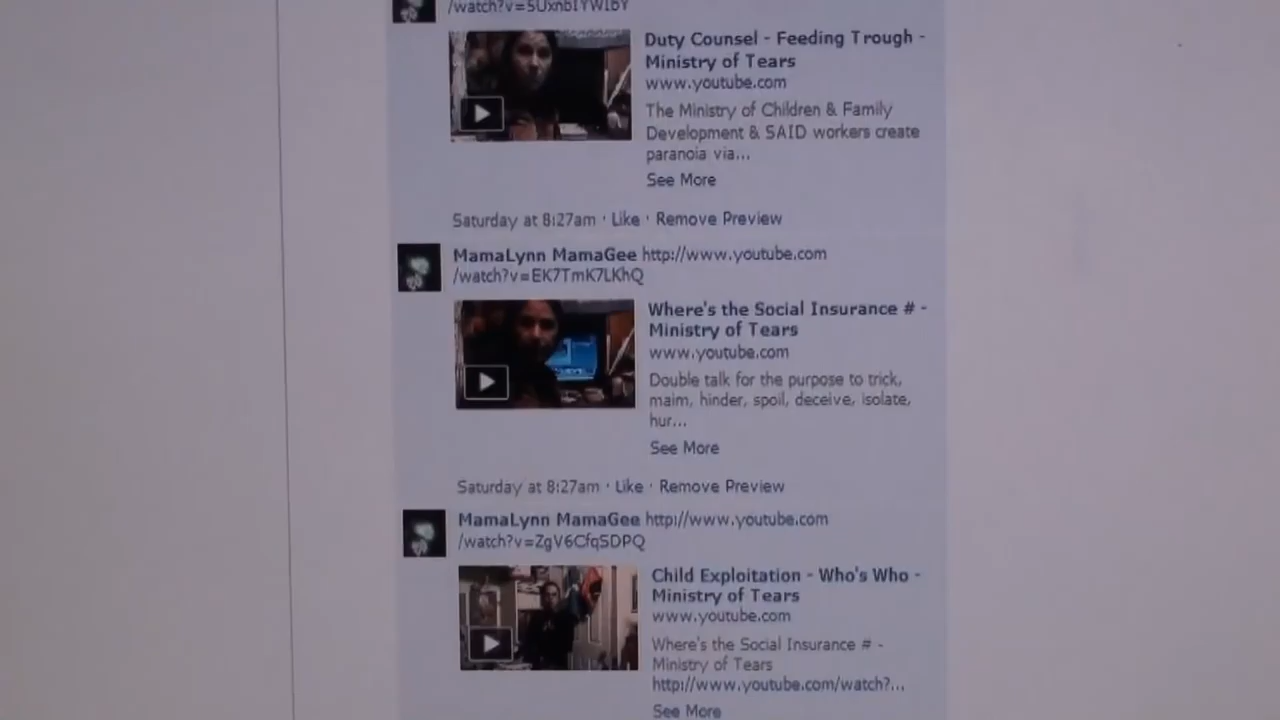 /watch?v=5UxnbIYWIbY
Duty Counsel - Feeding Trough -
Ministry of Tears
www.youtube.com
The Ministry of Children & Family
Development & SAID workers create
paranoia via...
See More
Saturday at 8:27am · Like · Remove Preview
MamaLynn MamaGee http://www.youtube.com
/watch?v=EK7TmK7LKhQ
Where's the Social Insurance # -
Ministry of Tears
www.youtube.com
Double talk for the purpose to trick,
maim, hinder, spoil, deceive, isolate,
hur...
See More
Saturday at 8:27am · Like · Remove Preview
MamaLynn MamaGee http://www.youtube.com
/watch?v=ZgV6CfqSDPQ
Child Exploitation - Who's Who -
Ministry of Tears
www.youtube.com
Where's the Social Insurance # -
Ministry of Tears
http://www.youtube.com/watch?...
See More